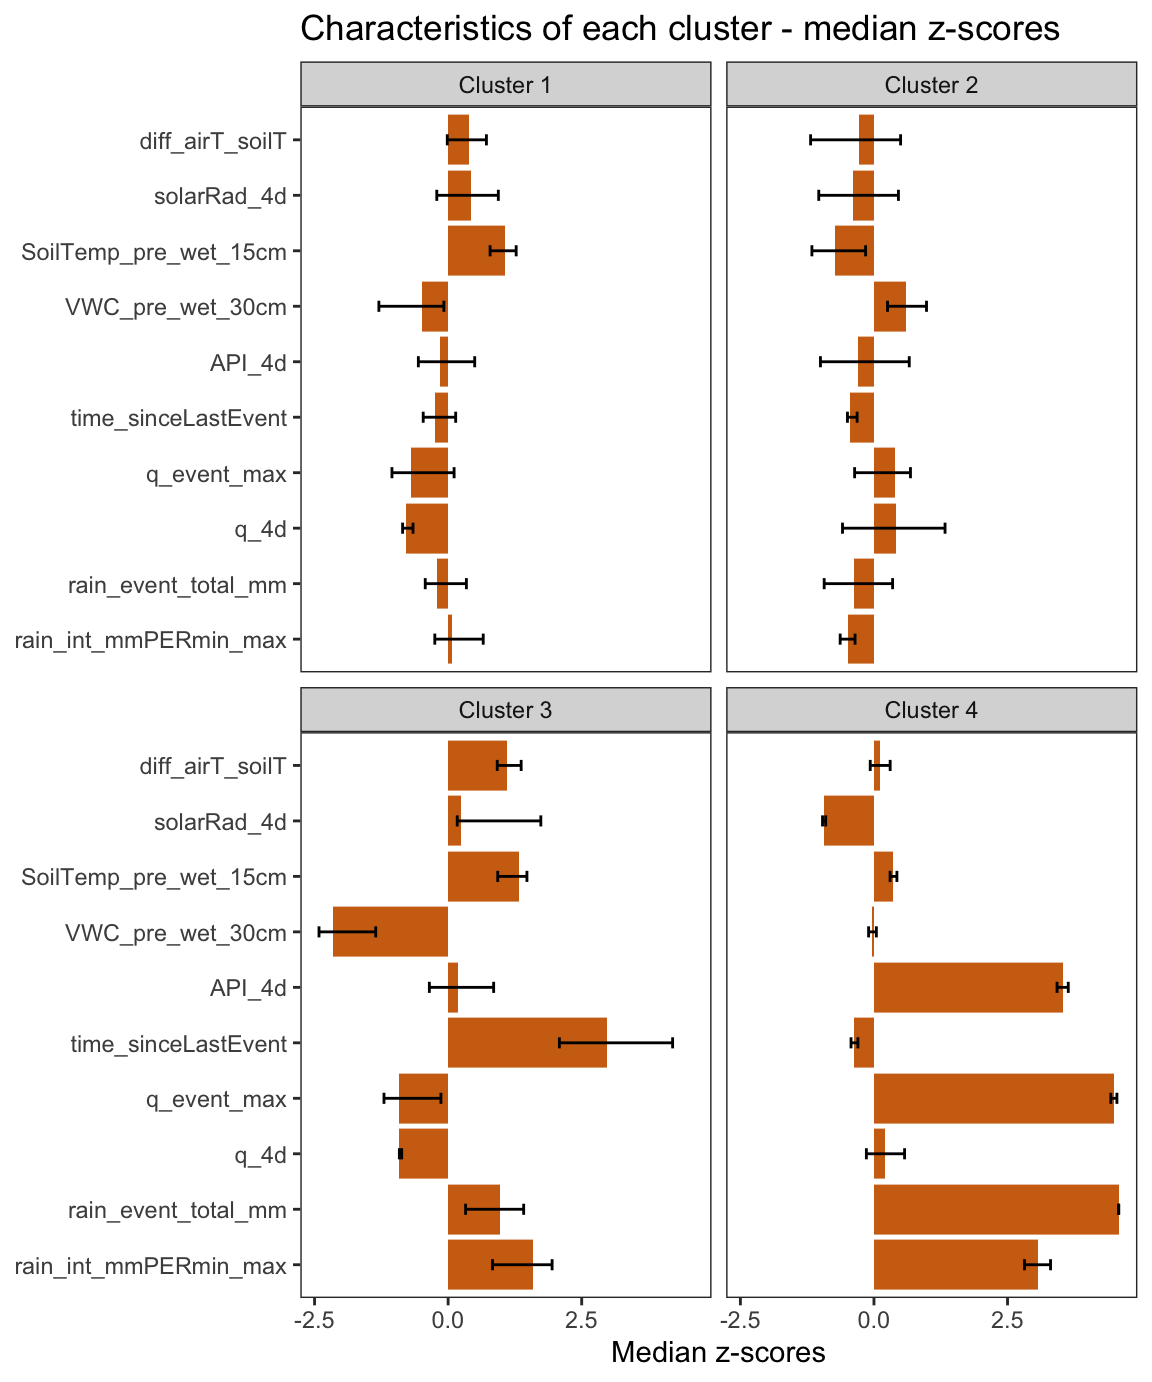 Characteristics of each cluster - median z-scores
Cluster 1
Cluster 2
diff_airT_soilT
solarRad_4d
SoilTemp_pre_wet_15cm
VWC_pre_wet_30cm
API_4d
time_sinceLastEvent
q_event_max
q_4d
rain_event_total_mm
rain_int_mmPERmin_max
Cluster 3
Cluster 4
diff_airT_soilT
solarRad_4d
SoilTemp_pre_wet_15cm
VWC_pre_wet_30cm
API_4d
time_sinceLastEvent
q_event_max
q_4d
rain_event_total_mm
rain_int_mmPERmin_max
-2.5 0.0 2.5
-2.5 0.0 2.5
Median z-scores